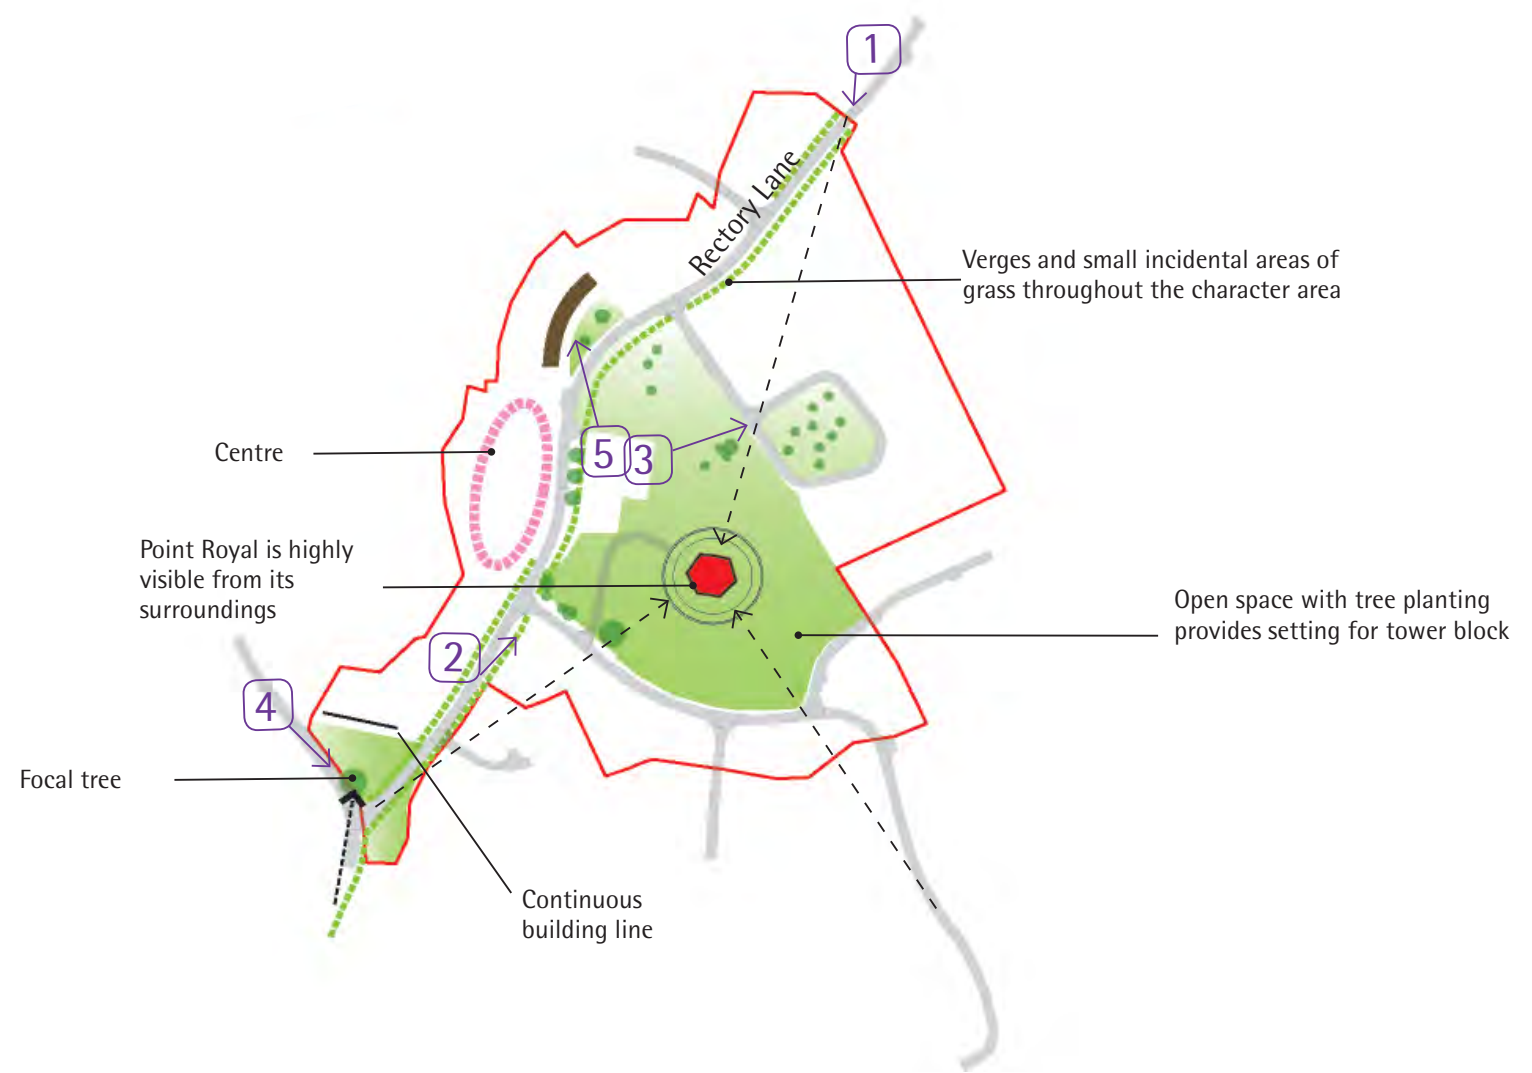 1
Rectory Lane
Verges and small incidental areas of
grass throughout the character area
Centre
5
3
Point Royal is highly
visible from its
surroundings
Open space with tree planting
provides setting for tower block
2
4
Focal tree
Continuous
building line